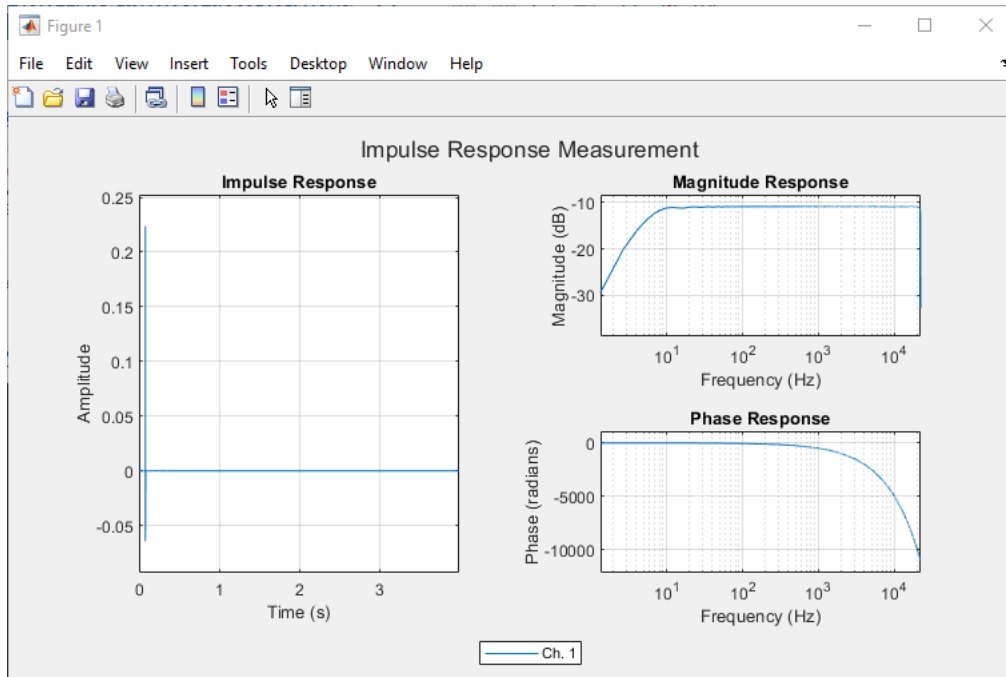 Figure 1
File Edit View Insert Tools Desktop Window Help
Impulse Response Measurement
Impulse Response
0.25
0.2
0.15
0.1
0.05
0
-0.05
Amplitude
0 1 2 3
Time (s)
Magnitude Response
-10
-20
-30
Magnitude (dB)
10^1 10^2 10^3 10^4
Frequency (Hz)
Phase Response
0
-5000
-10000
Phase (radians)
10^1 10^2 10^3 10^4
Frequency (Hz)
Ch. 1